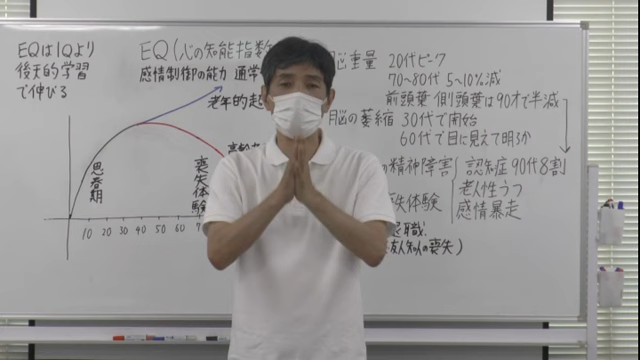 EQはIQより
後天的学習
で伸びる
EQ(心の知能指数
感情制御の能力 通常
老年的超
思春期
喪失体験
10 20 30 40 50 60 7
脳重量 20代ピーク
70〜80代 5〜10%減
前頭葉 側頭葉は90才で半減
脳の萎縮 30代で開始
60代で目に見えて明らか
の精神障害
認知症90代8割
老人性うつ
感情暴走
失体験
退職
友人知人の喪失)